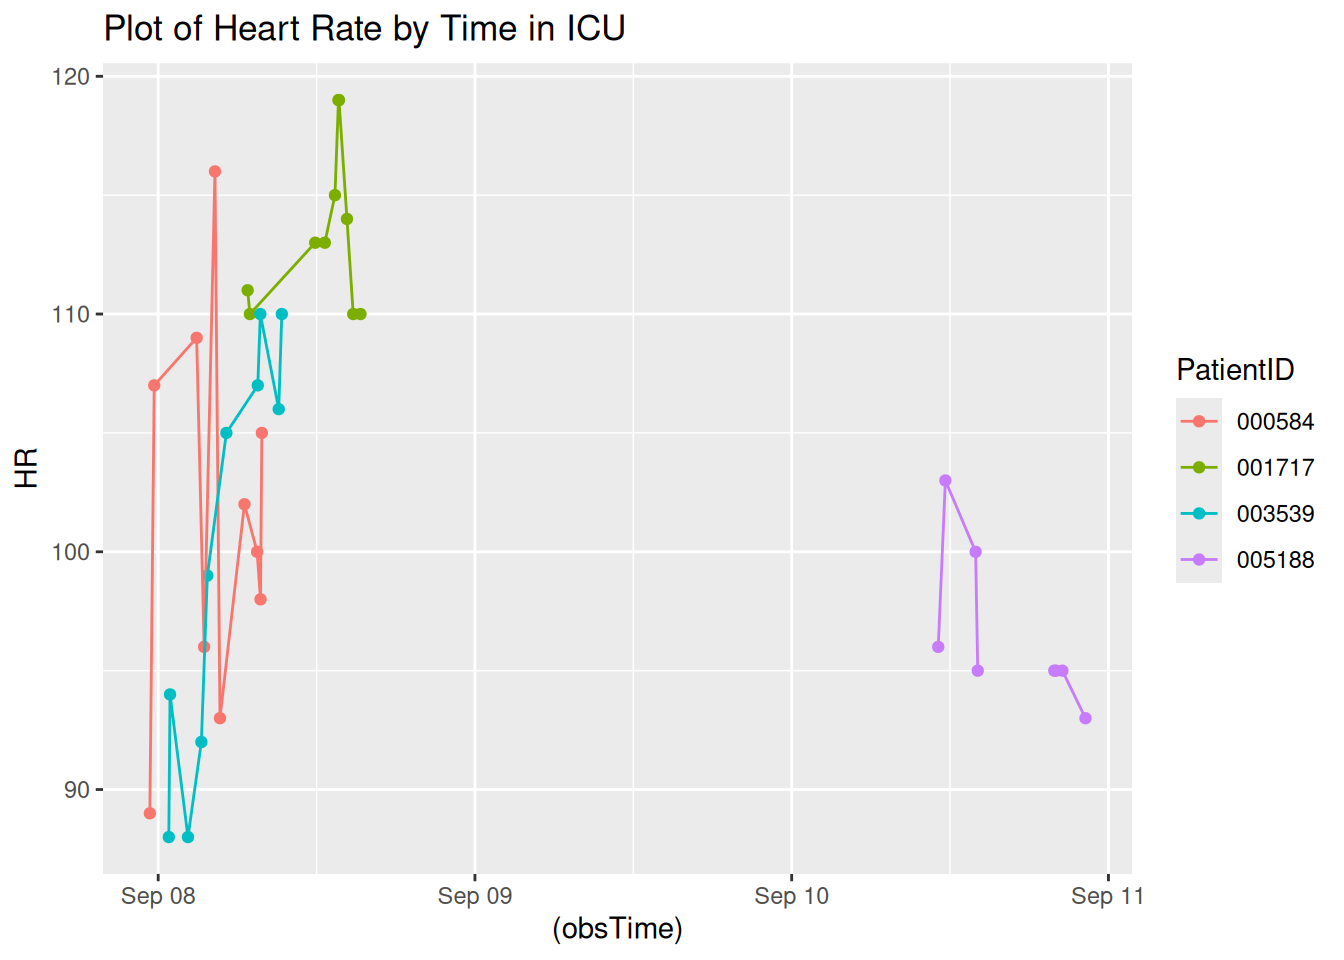 Plot of Heart Rate by Time in ICU
120
110
100
90
HR
Sep 08
Sep 09
Sep 10
Sep 11
(obsTime)
PatientID
000584
001717
003539
005188